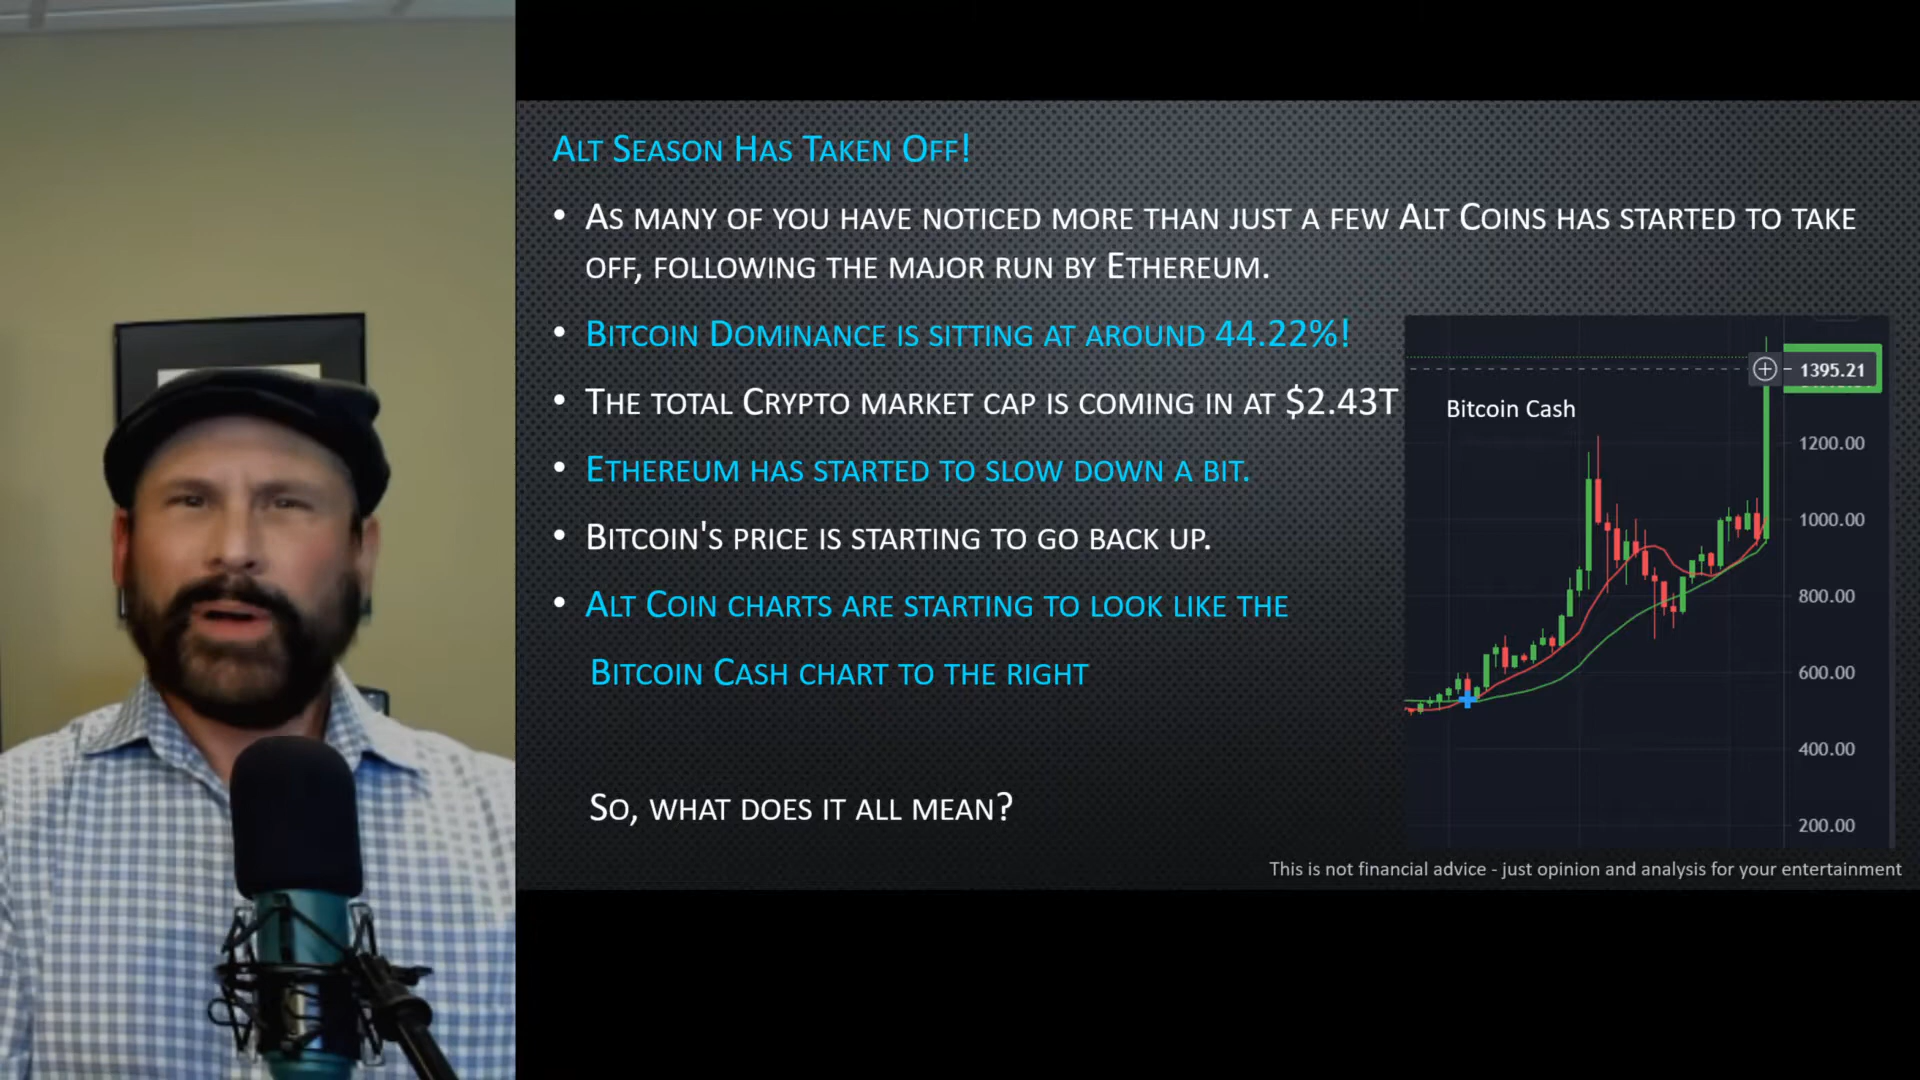 Alt Season Has Taken Off!
• As many of you have noticed more than just a few Alt Coins has started to take
off, following the major run by Ethereum.
• Bitcoin Dominance is sitting at around 44.22%!
• The total Crypto market cap is coming in at $2.43T
• Ethereum has started to slow down a bit.
• Bitcoin's price is starting to go back up.
• Alt Coin charts are starting to look like the
Bitcoin Cash chart to the right
So, what does it all mean?
Bitcoin Cash
1395.21
1200.00
1000.00
800.00
600.00
400.00
200.00
This is not financial advice - just opinion and analysis for your entertainment